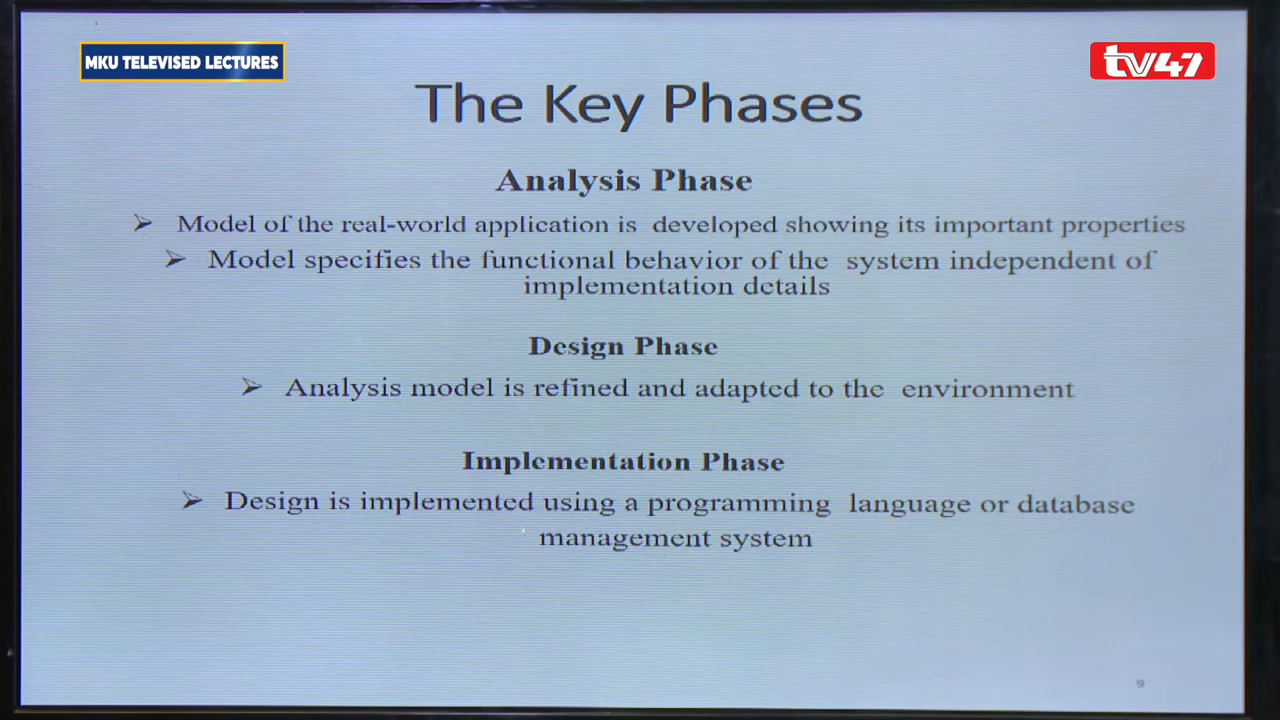 MKU TELEVISED LECTURES
tv47
The Key Phases
Analysis Phase
➢ Model of the real-world application is developed showing its important properties
➢ Model specifies the functional behavior of the system independent of
implementation details
Design Phase
➢ Analysis model is refined and adapted to the environment
Implementation Phase
➢ Design is implemented using a programming language or database
management system
9